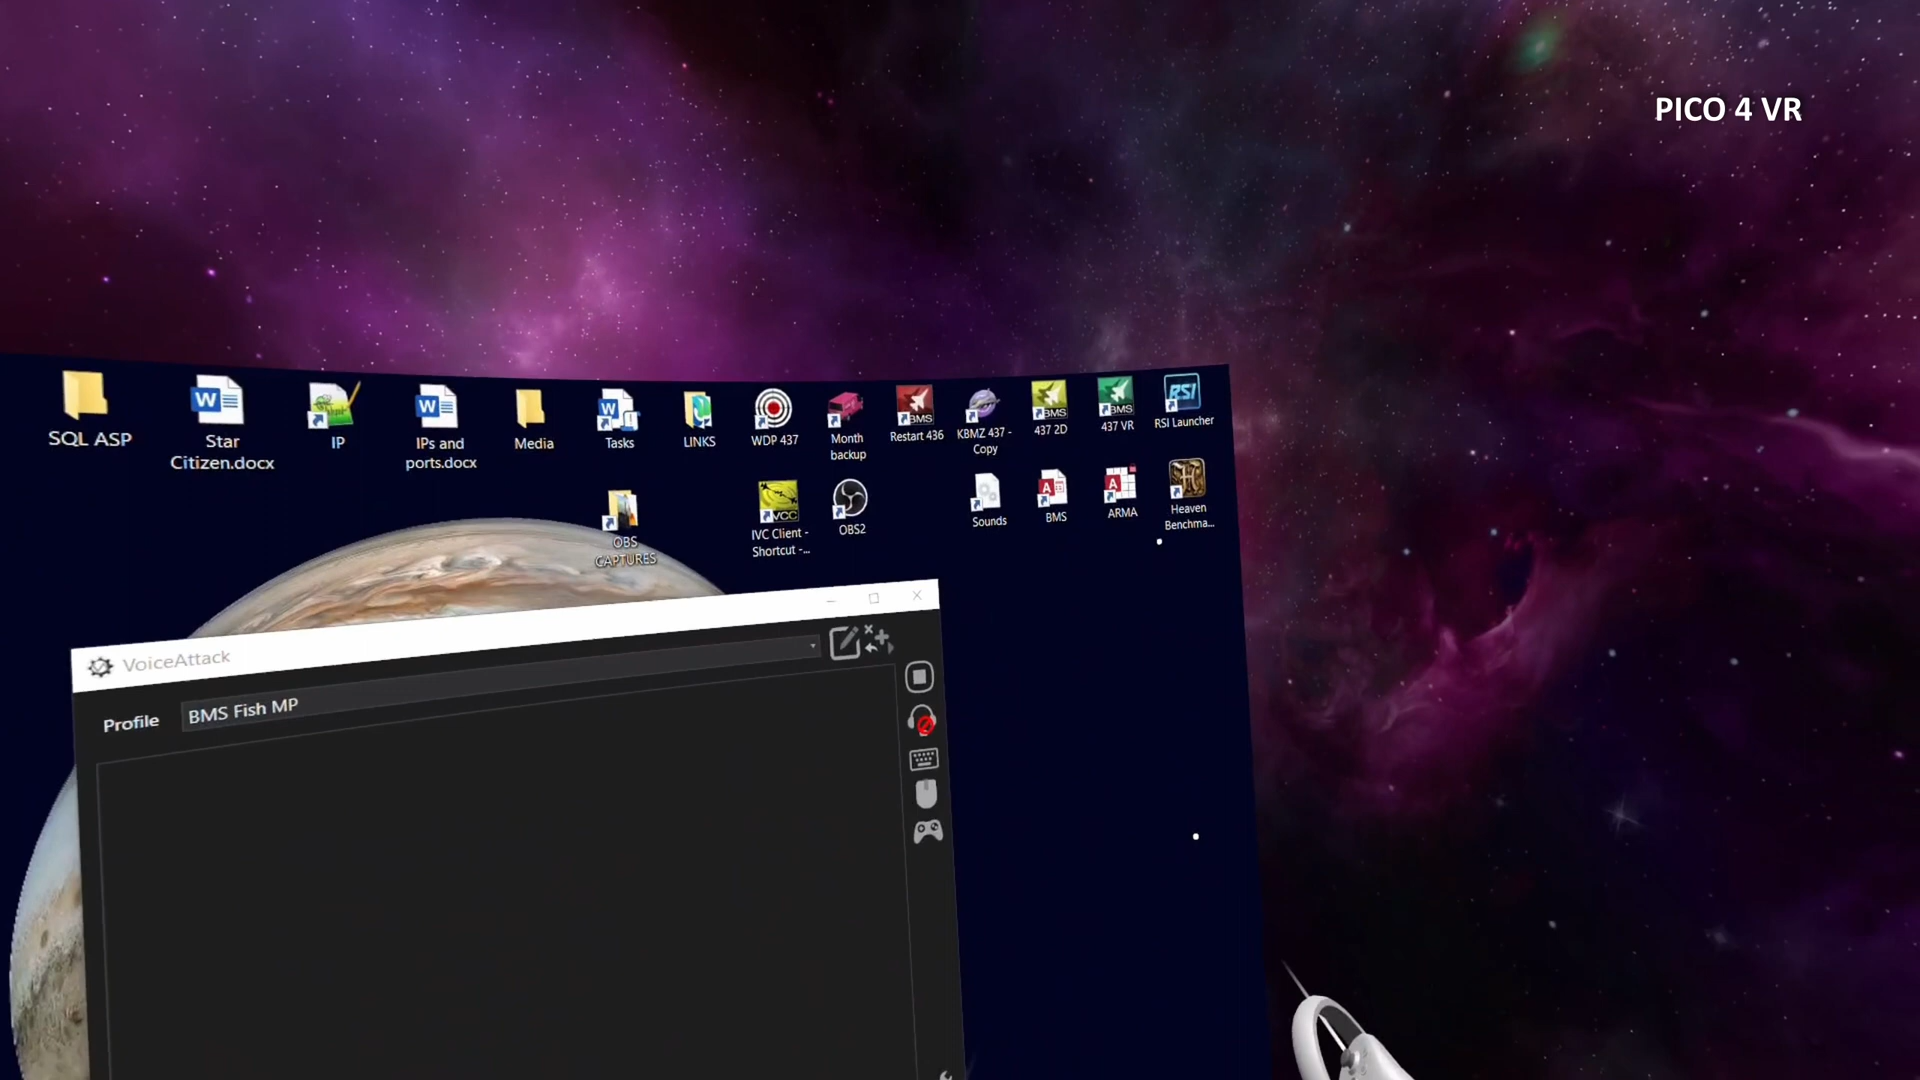 PICO 4 VR
SQL ASP
Star
Citizen.docx
IP
IPs and
ports.docx
Media
Tasks
LINKS
WDP 437
Month
backup
BMS
Restart 436
KBMZ 437 -
Copy
BMS
437 2D
BMS
437 VR
RSI
RSI Launcher
OBS
CAPTURES
IVC Client -
Shortcut -...
OBS2
Sounds
BMS
ARMA
Heaven
Benchma...
VoiceAttack
Profile
BMS Fish MP